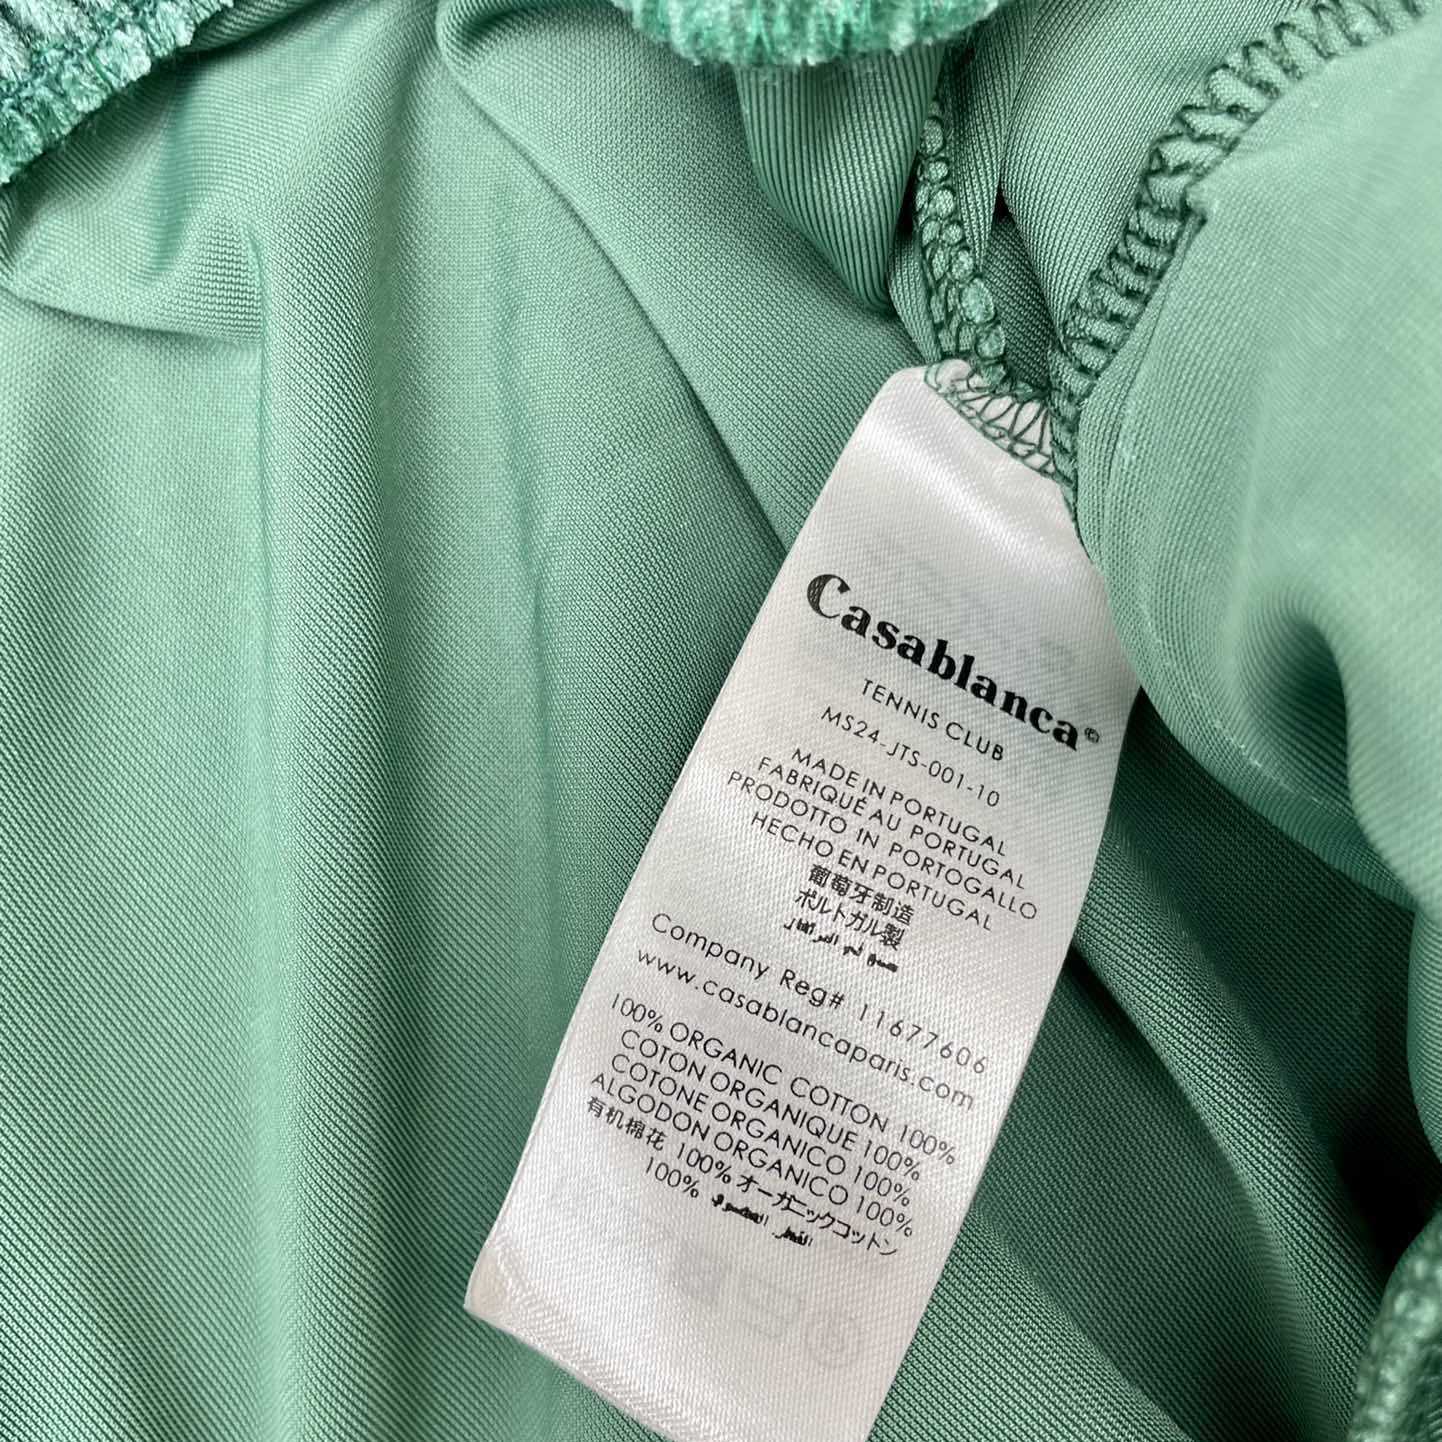 Casablanca©
TENNIS CLUB
MS24-JTS-001-10
MADE IN PORTUGAL
FABRIQUÉ AU PORTUGAL
PRODOTTO IN PORTOGALLO
HECHO EN PORTUGAL
葡萄牙制造
ポルトガル製
Company Reg# 11677606
www.casablancaparis.com
100% ORGANIC COTTON 100%
COTON ORGANIQUE 100%
COTONE ORGANICO 100%
ALGODON ORGANICO 100%
有机棉花 100% オーガニックコットン
100%